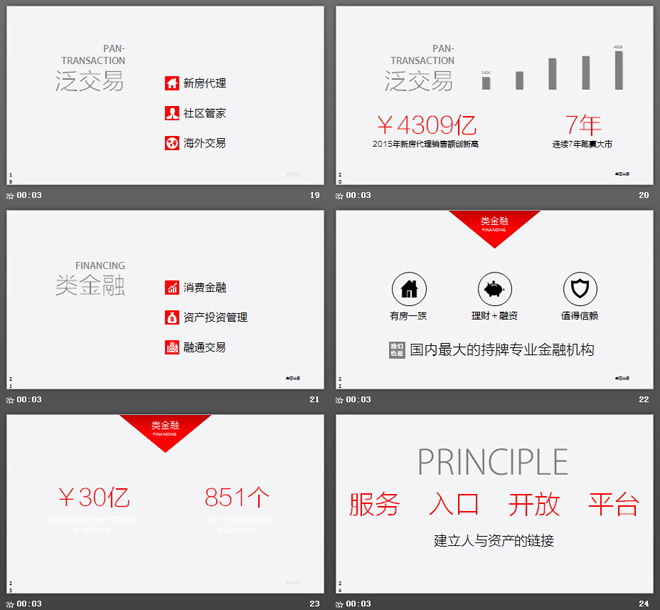 PAN-
TRANSACTION
泛交易
新房代理
社区管家
海外交易
1
9
00:03
19
PAN-
TRANSACTION
泛交易
4309
￥4309亿
2015年新房代理销售额创新高
7年
连续7年跑赢大市
2
0
00:03
20
FINANCING
类金融
消费金融
资产投资管理
融通交易
2
1
00:03
21
类金融
FINANCING
有房一族
理财+融资
值得信赖
我们
也是
国内最大的持牌专业金融机构
2
2
00:03
22
类金融
FINANCING
￥30亿
851个
2
3
00:03
23
PRINCIPLE
服务 入口 开放 平台
建立人与资产的链接
2
4
00:03
24